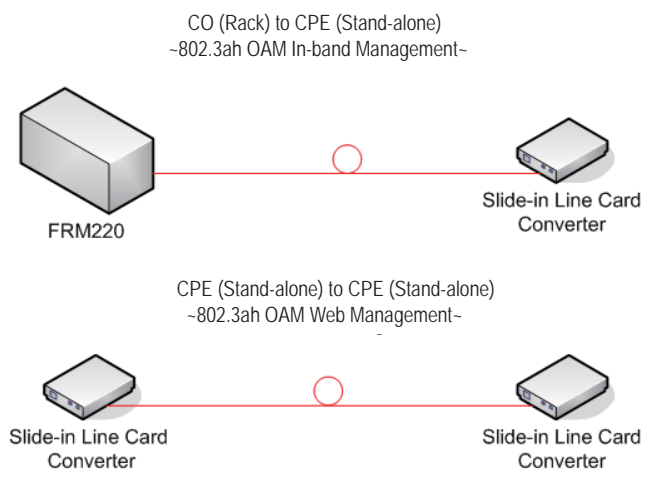 CO (Rack) to CPE (Stand-alone)
~802.3ah OAM In-band Management~
FRM220
Slide-in Line Card
Converter
CPE (Stand-alone) to CPE (Stand-alone)
~802.3ah OAM Web Management~
Slide-in Line Card
Converter
Slide-in Line Card
Converter